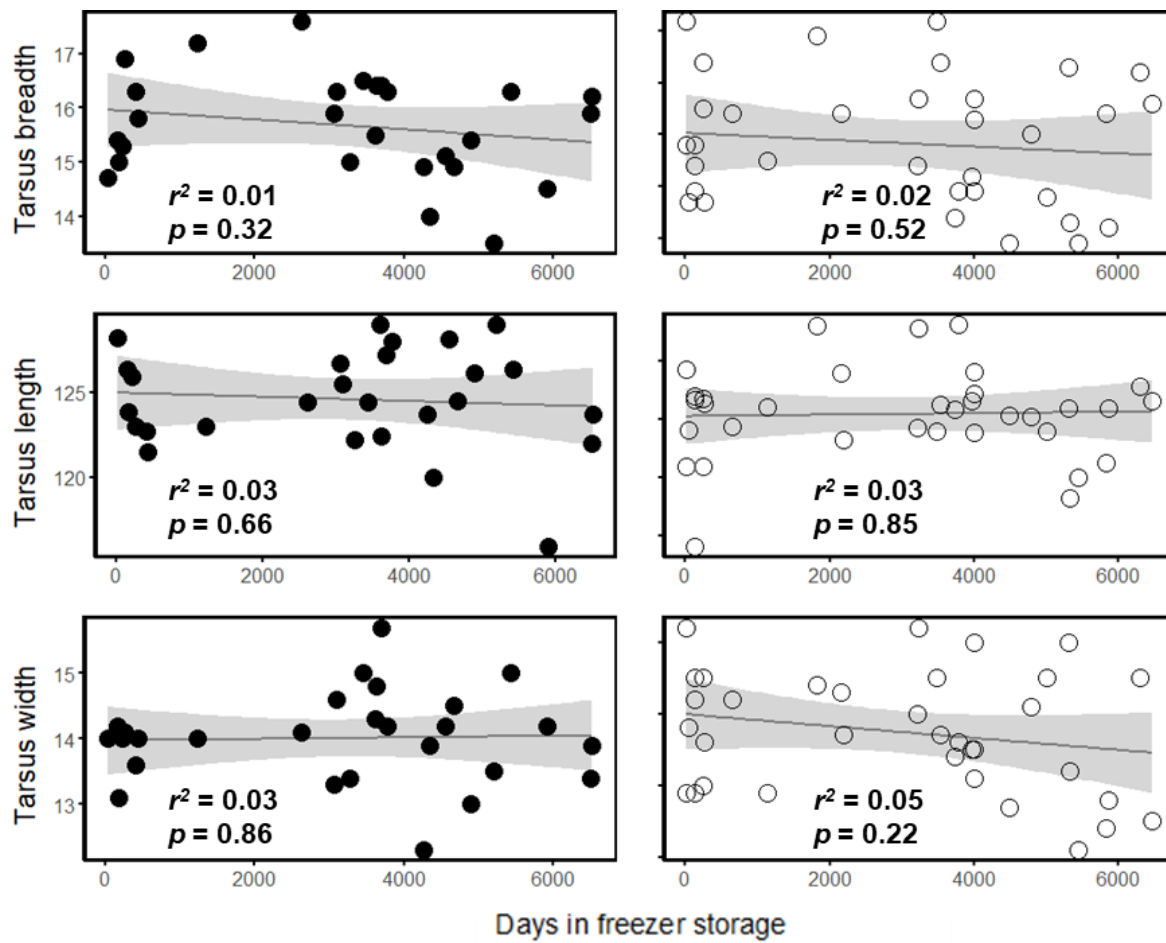 Tarsus breadth
17
16
15
14
r² = 0.01
p = 0.32
0 2000 4000 6000
r² = 0.02
p = 0.52
0 2000 4000 6000
Tarsus length
125
120
r² = 0.03
p = 0.66
0 2000 4000 6000
r² = 0.03
p = 0.85
0 2000 4000 6000
Tarsus width
15
14
13
r² = 0.03
p = 0.86
0 2000 4000 6000
r² = 0.05
p = 0.22
0 2000 4000 6000
Days in freezer storage